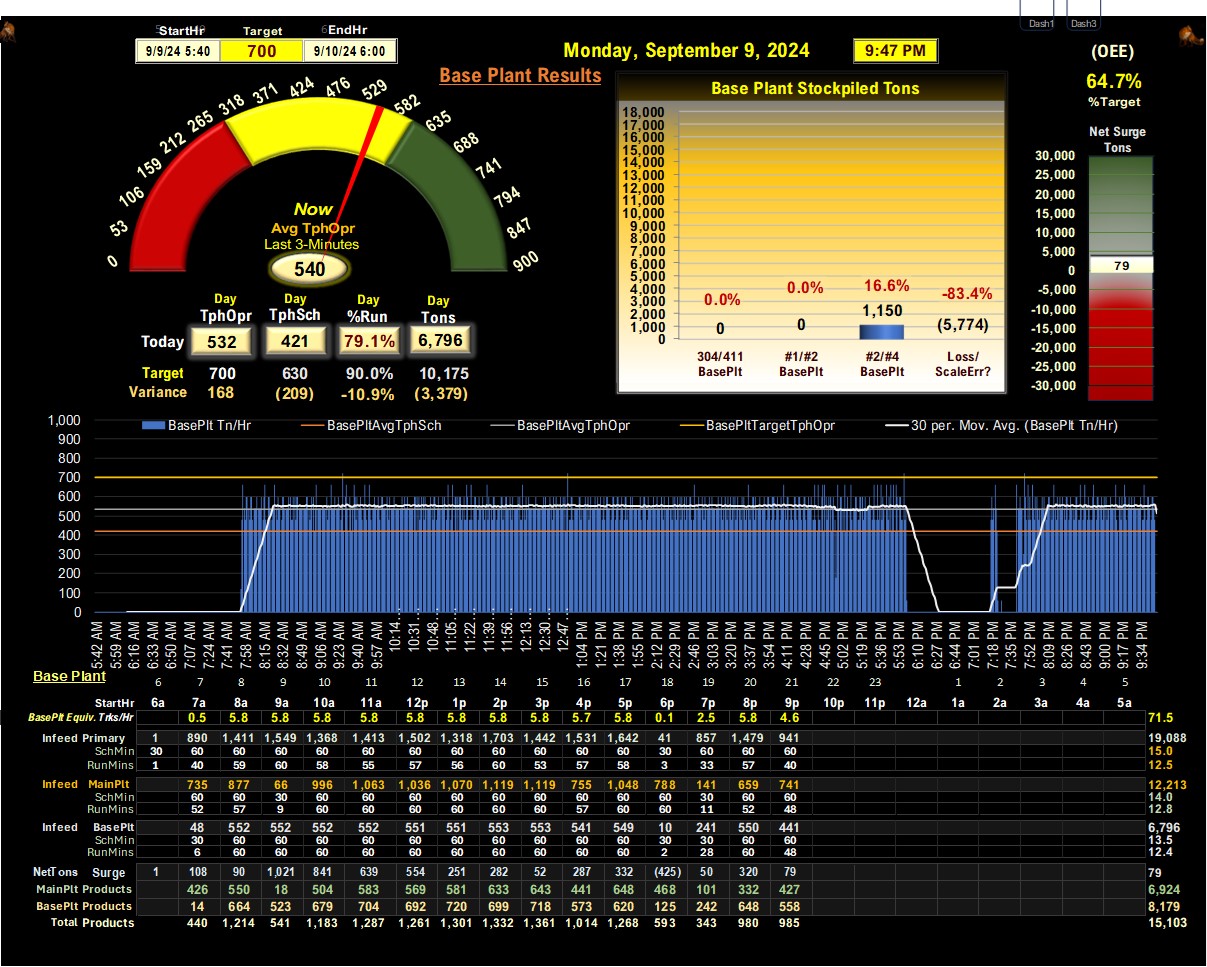 Dash1 Dash3
StartHr Target EndHr
9/9/24 5:40 700 9/10/24 6:00
Monday, September 9, 2024 9:47 PM
(OEE)
64.7%
%Target
Base Plant Results
0 53 106 159 212 265 318 371 424 476 529 582 635 688 741 794 847 900
Now
Avg TphOpr
Last 3-Minutes
540
Day Day Day Day
TphOpr TphSch %Run Tons
Today 532 421 79.1% 6,796
Target 700 630 90.0% 10,175
Variance 168 (209) -10.9% (3,379)
Base Plant Stockpiled Tons
18,000
17,000
16,000
15,000
14,000
13,000
12,000
11,000
10,000
9,000
8,000
7,000
6,000
5,000
4,000
3,000
2,000
1,000
0
0.0% 0.0% 16.6% -83.4%
0 0 1,150 (5,774)
304/411 #1/#2 #2/#4 Loss/
BasePlt BasePlt BasePlt ScaleErr?
Net Surge
Tons
30,000
25,000
20,000
15,000
10,000
5,000
0
-5,000
-10,000
-15,000
-20,000
-25,000
-30,000
79
BasePlt Tn/Hr BasePltAvgTphSch BasePltAvgTphOpr BasePltTargetTphOpr 30 per. Mov. Avg. (BasePlt Tn/Hr)
1,000
900
800
700
600
500
400
300
200
100
0
5:42 AM 5:59 AM 6:16 AM 6:33 AM 6:50 AM 7:07 AM 7:24 AM 7:41 AM 7:58 AM 8:15 AM 8:32 AM 8:49 AM 9:06 AM 9:23 AM 9:40 AM 9:57 AM 10:14… 10:31… 10:48… 11:05… 11:22… 11:39… 11:56… 12:13… 12:30… 12:47… 1:04 PM 1:21 PM 1:38 PM 1:55 PM 2:12 PM 2:29 PM 2:46 PM 3:03 PM 3:20 PM 3:37 PM 3:54 PM 4:11 PM 4:28 PM 4:45 PM 5:02 PM 5:19 PM 5:36 PM 5:53 PM 6:10 PM 6:27 PM 6:44 PM 7:01 PM 7:18 PM 7:35 PM 7:52 PM 8:09 PM 8:26 PM 8:43 PM 9:00 PM 9:17 PM 9:34 PM
Base Plant
6 7 8 9 10 11 12 13 14 15 16 17 18 19 20 21 22 23 1 2 3 4 5
StartHr 6a 7a 8a 9a 10a 11a 12p 1p 2p 3p 4p 5p 6p 7p 8p 9p 10p 11p 12a 1a 2a 3a 4a 5a
BasePlt Equiv. Trks/Hr 0.5 5.8 5.8 5.8 5.8 5.8 5.8 5.8 5.8 5.7 5.8 0.1 2.5 5.8 4.6 71.5
Infeed Primary 1 890 1,411 1,549 1,368 1,413 1,502 1,318 1,703 1,442 1,531 1,642 41 857 1,479 941 19,088
SchMin 30 60 60 60 60 60 60 60 60 60 60 60 30 60 60 60 15.0
RunMins 1 40 59 60 58 55 57 56 60 53 57 58 3 33 57 40 12.5
Infeed MainPlt 735 877 66 996 1,063 1,036 1,070 1,119 1,119 755 1,048 788 141 659 741 12,213
SchMin 60 60 30 60 60 60 60 60 60 60 60 60 30 60 60 14.0
RunMins 52 57 9 60 60 60 60 60 60 57 60 60 11 52 48 12.8
Infeed BasePlt 48 552 552 552 552 551 551 553 553 541 549 10 241 550 441 6,796
SchMin 30 60 60 60 60 60 60 60 60 60 60 30 30 60 60 13.5
RunMins 6 60 60 60 60 60 60 60 60 60 60 2 28 60 48 12.4
NetTons Surge 1 108 90 1,021 841 639 554 251 282 52 287 332 (425) 50 320 79 79
MainPlt Products 426 550 18 504 583 569 581 633 643 441 648 468 101 332 427 6,924
BasePlt Products 14 664 523 679 704 692 720 699 718 573 620 125 242 648 558 8,179
Total Products 440 1,214 541 1,183 1,287 1,261 1,301 1,332 1,361 1,014 1,268 593 343 980 985 15,103